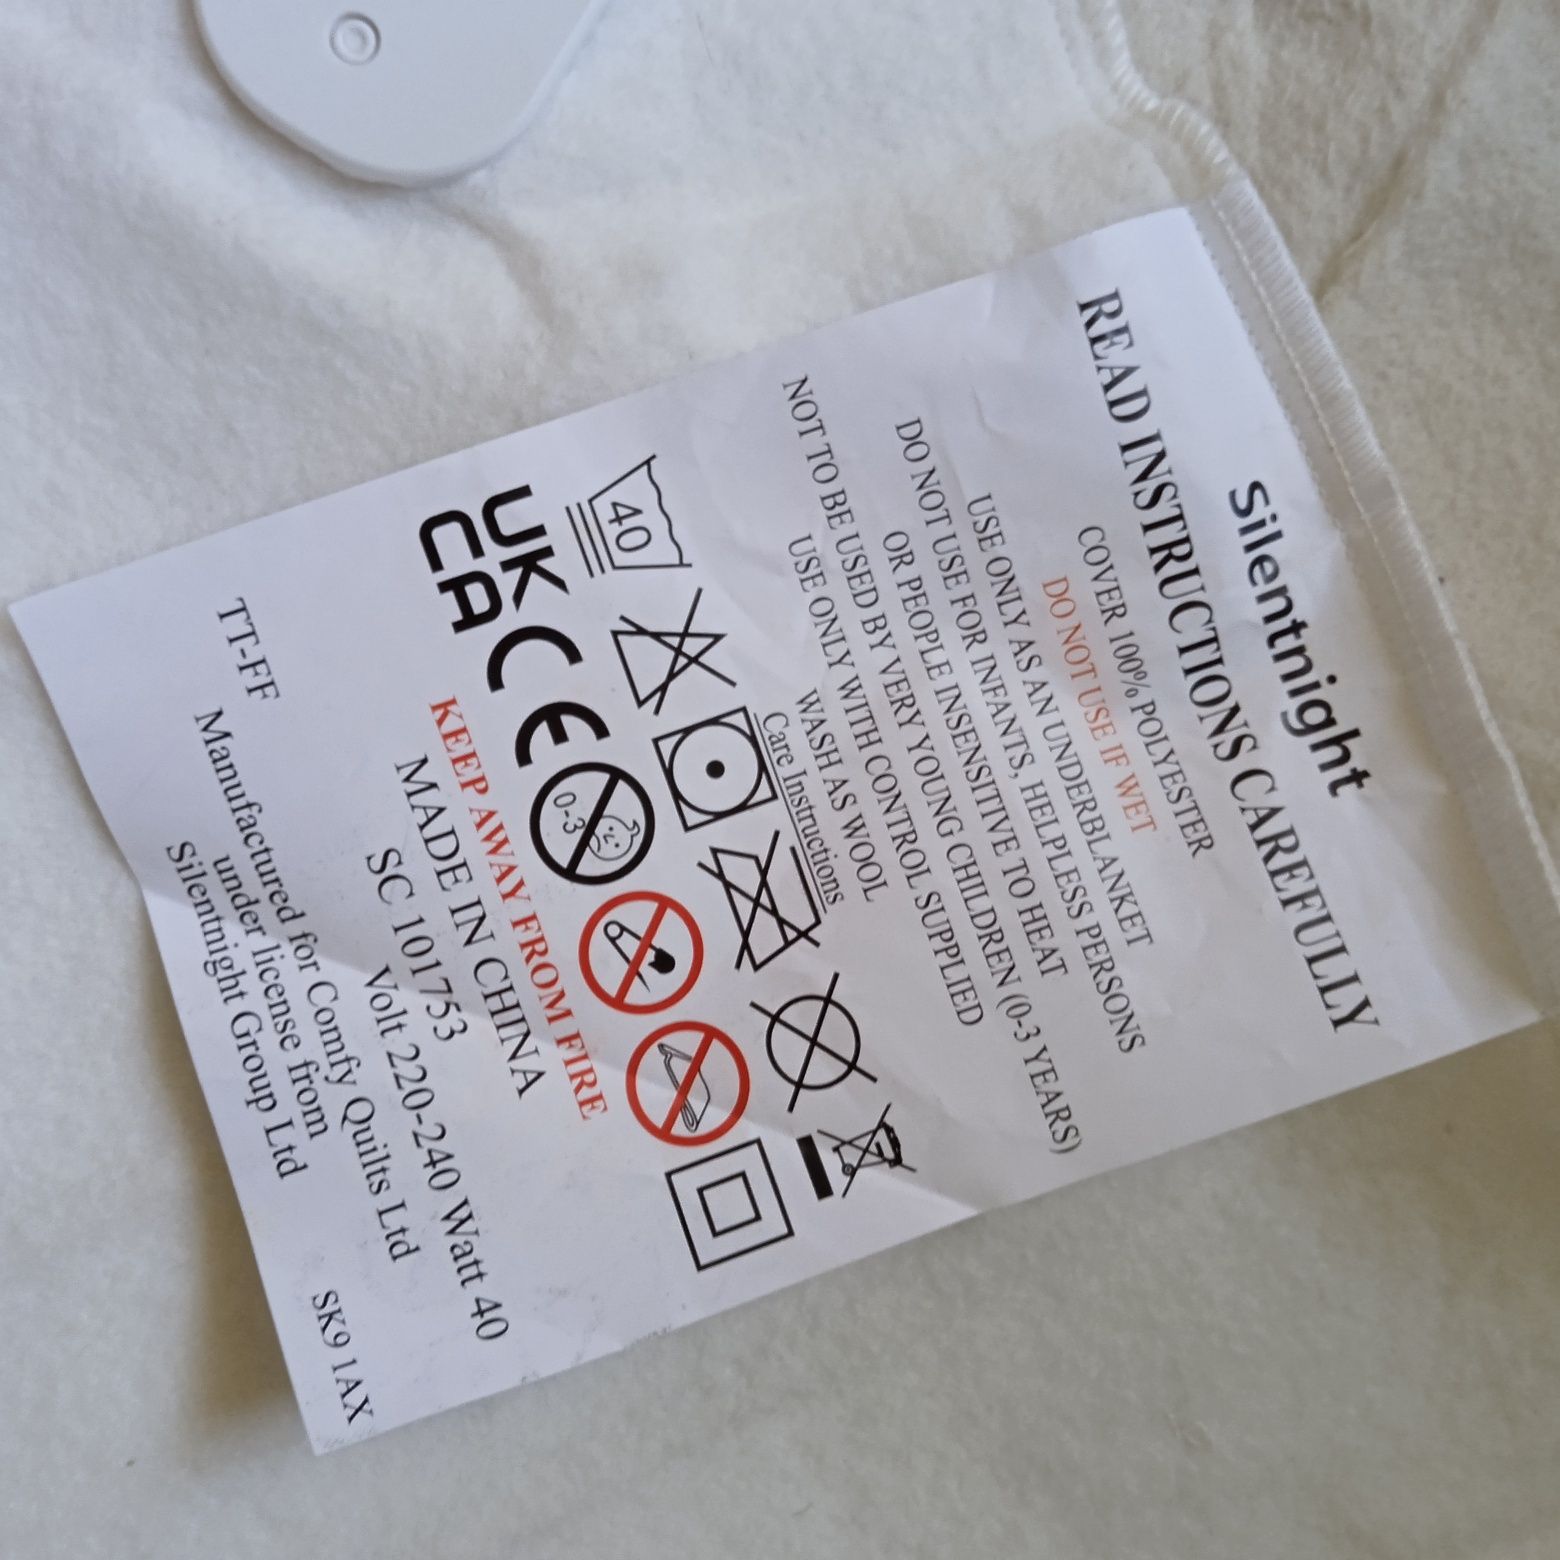 Silentnight
READ INSTRUCTIONS CAREFULLY
COVER 100% POLYESTER
DO NOT USE IF WET
USE ONLY AS AN UNDERBLANKET
DO NOT USE FOR INFANTS, HELPLESS PERSONS
OR PEOPLE INSENSITIVE TO HEAT
NOT TO BE USED BY VERY YOUNG CHILDREN (0-3 YEARS)
USE ONLY WITH CONTROL SUPPLIED
WASH AS WOOL
Care Instructions
40
UK
CA
CE
0-3
KEEP AWAY FROM FIRE
MADE IN CHINA
SC 101753
Volt 220-240 Watt 40
TT-FF
Manufactured for Comfy Quilts Ltd
under license from
Silentnight Group Ltd
SK9 1AX